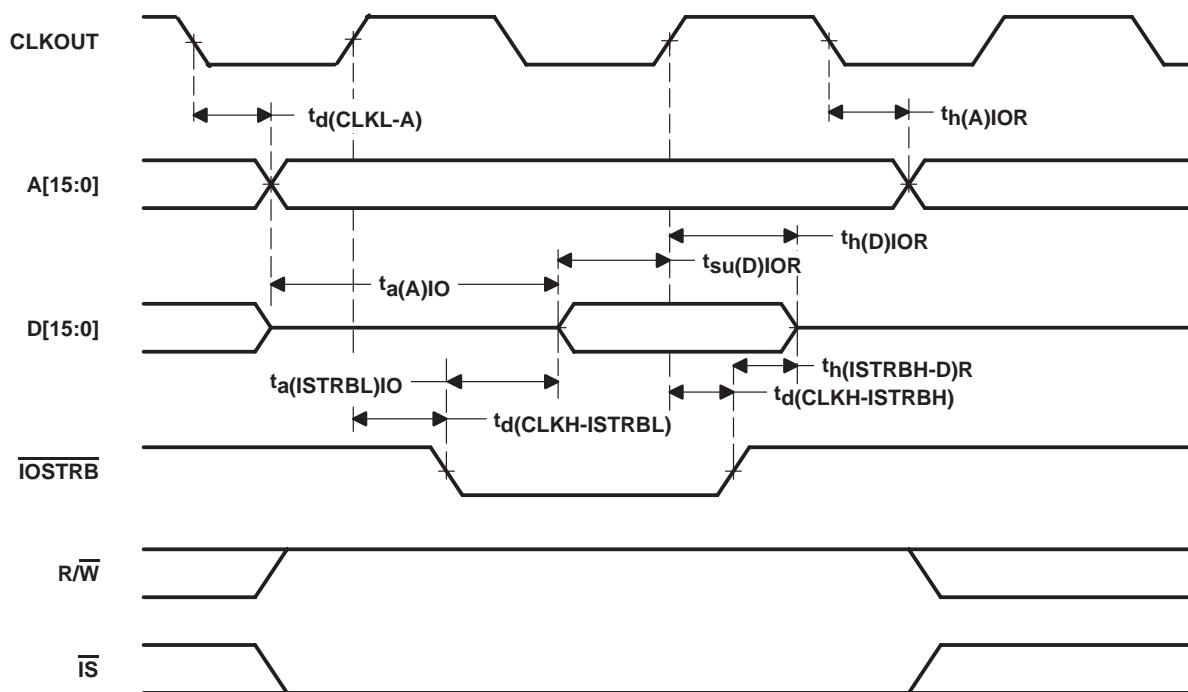 CLKOUT
td(CLKL-A)
th(A)IOR
A[15:0]
th(D)IOR
tsu(D)IOR
ta(A)IO
D[15:0]
th(ISTRBH-D)R
ta(ISTRBL)IO
td(CLKH-ISTRBH)
td(CLKH-ISTRBL)
IOSTRB
R/W
IS